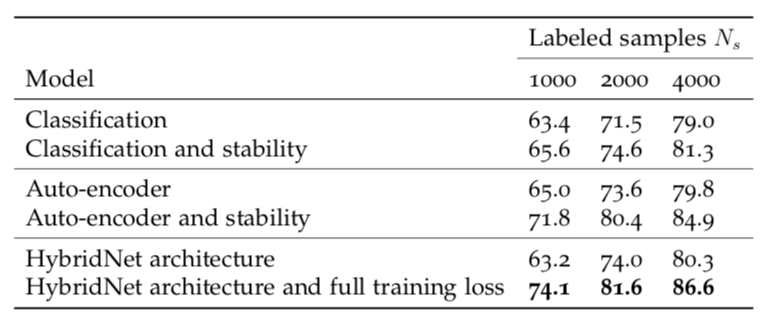 Labeled samples Ns
Model 1000 2000 4000
Classification 63.4 71.5 79.0
Classification and stability 65.6 74.6 81.3
Auto-encoder 65.0 73.6 79.8
Auto-encoder and stability 71.8 80.4 84.9
HybridNet architecture 63.2 74.0 80.3
HybridNet architecture and full training loss 74.1 81.6 86.6